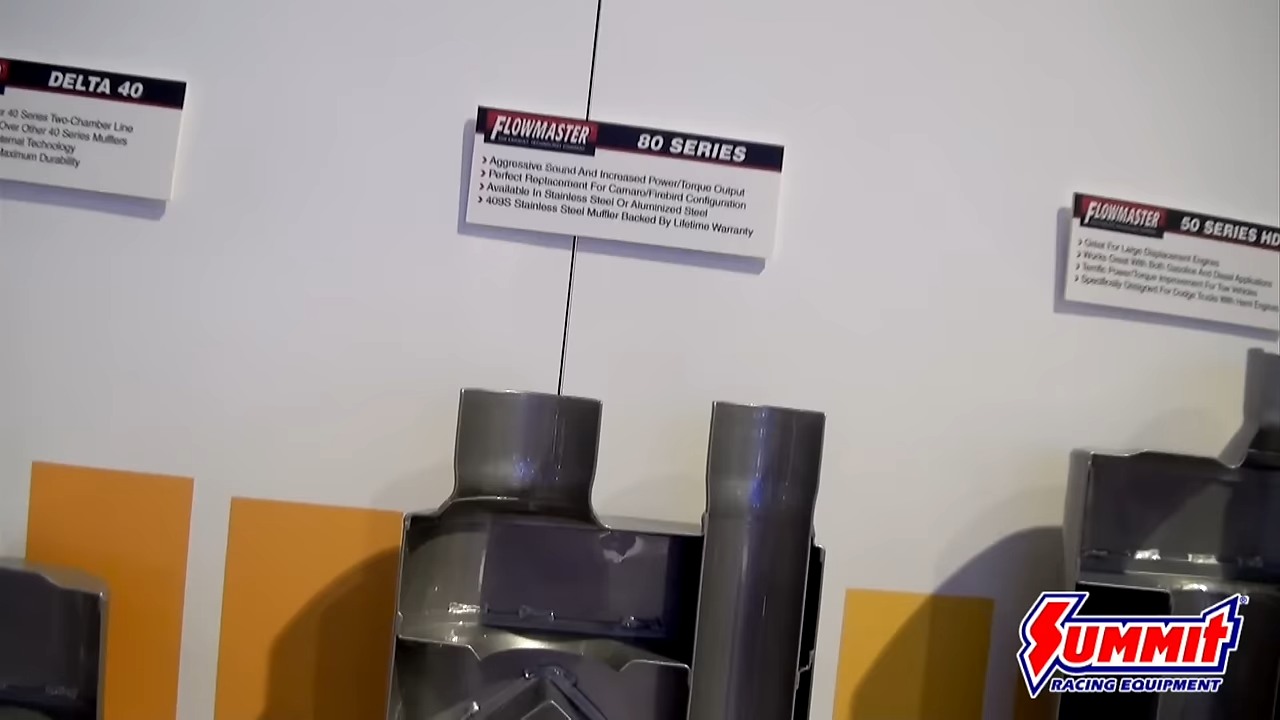 DELTA 40
40 Series Two-Chamber Line
Over Other 40 Series Mufflers
Technology
Maximum Durability
FLOWMASTER
80 SERIES
› Aggressive Sound And Increased Power/Torque Output
› Perfect Replacement For Camaro/Firebird Configuration
› Available In Stainless Steel Or Aluminized Steel
› 409S Stainless Steel Muffler Backed By Lifetime Warranty
FLOWMASTER
50 SERIES HD
› Great For Large Displacement Engines
› Works Great With Both Gasoline And Diesel Applications
› Terrific Power/Torque Improvement For Tow Vehicles
› Specifically Designed For Dodge Trucks With Hemi Engines
SUMMIT®
RACING EQUIPMENT